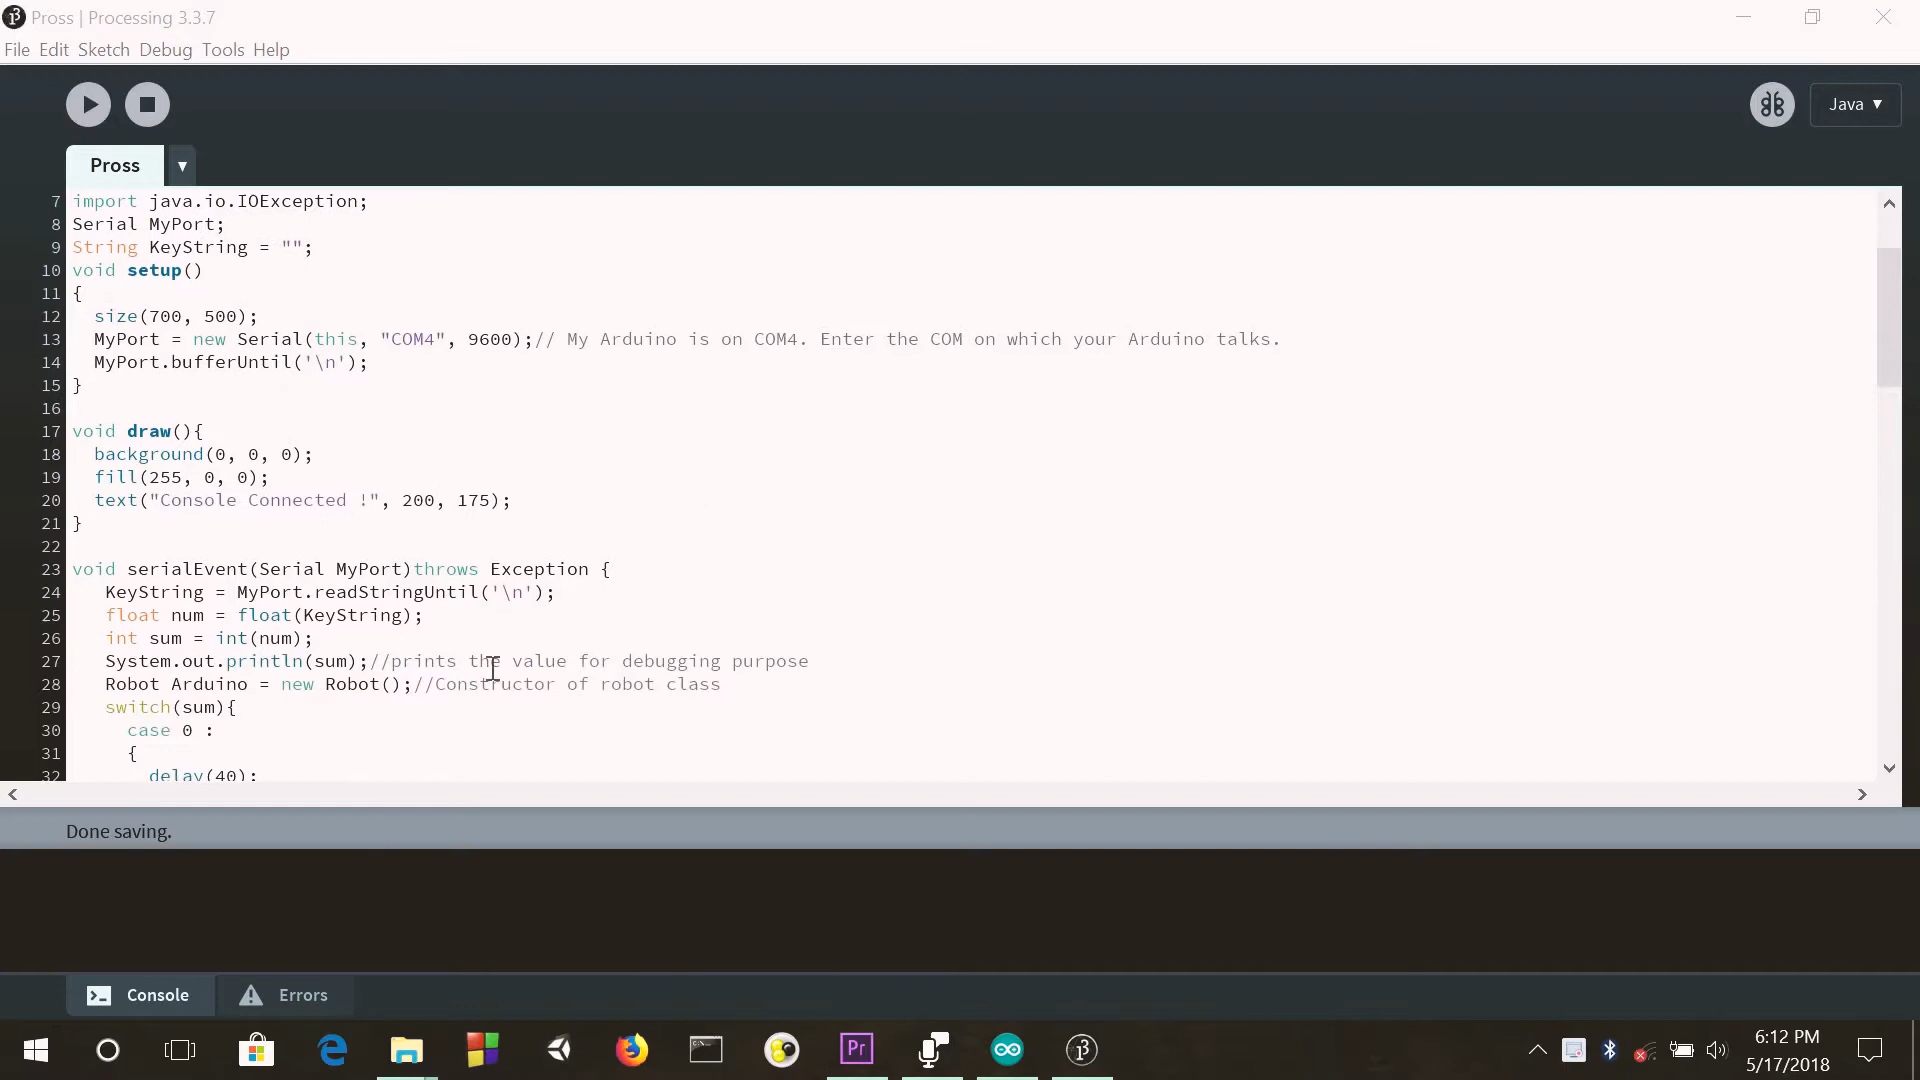 Pross | Processing 3.3.7
File Edit Sketch Debug Tools Help
Java ▼
Pross ▼
7 import java.io.IOException;
8 Serial MyPort;
9 String KeyString = "";
10 void setup()
11 {
12 size(700, 500);
13 MyPort = new Serial(this, "COM4", 9600);// My Arduino is on COM4. Enter the COM on which your Arduino talks.
14 MyPort.bufferUntil('\n');
15 }
16
17 void draw(){
18 background(0, 0, 0);
19 fill(255, 0, 0);
20 text("Console Connected !", 200, 175);
21 }
22
23 void serialEvent(Serial MyPort)throws Exception {
24 KeyString = MyPort.readStringUntil('\n');
25 float num = float(KeyString);
26 int sum = int(num);
27 System.out.println(sum);//prints the value for debugging purpose
28 Robot Arduino = new Robot();//Constructor of robot class
29 switch(sum){
30 case 0 :
31 {
32 delay(40);
Done saving.
Console Errors
Pr
6:12 PM
5/17/2018